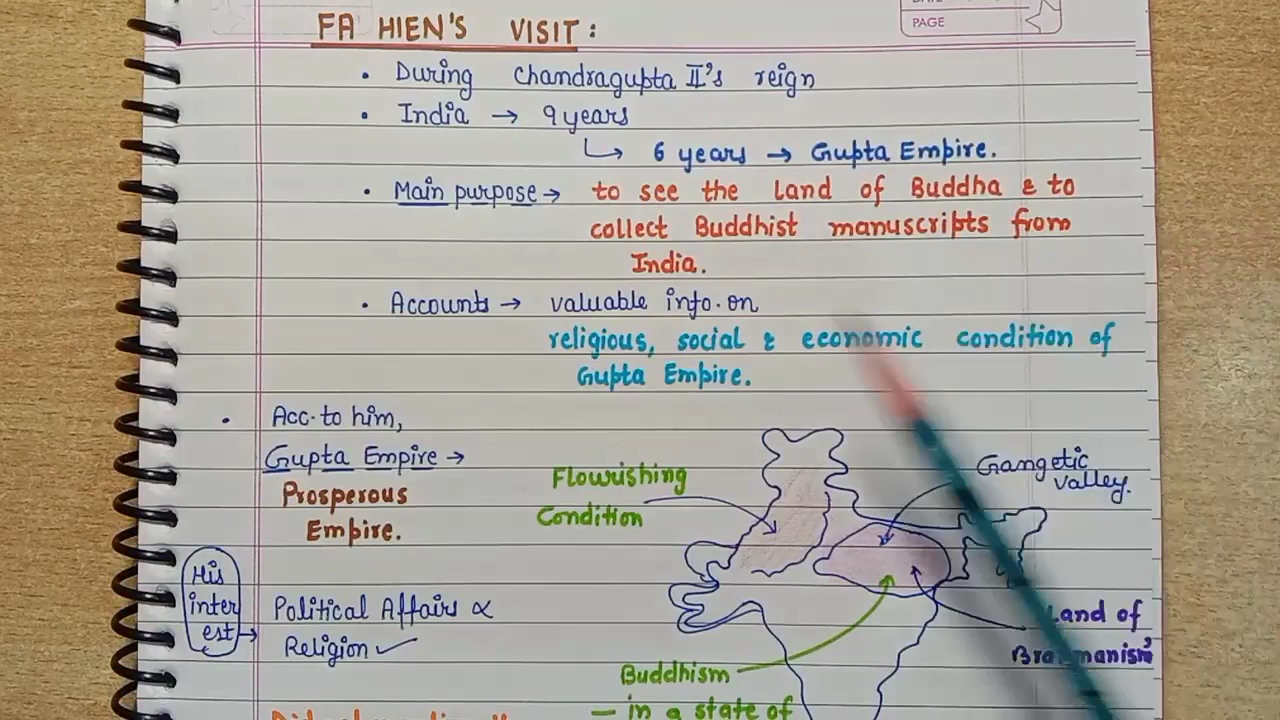 PAGE
FA HIEN'S VISIT :
• During Chandragupta II's reign
• India → 9 years
↳ 6 years → Gupta Empire.
• Main purpose → to see the Land of Buddha & to
collect Buddhist manuscripts from
India.
• Accounts → valuable info. on
religious, social & economic condition of
Gupta Empire.
• Acc. to him,
Gupta Empire →
Prosperous
Empire.
Flourishing
Condition
Gangetic
valley.
His
inter
est →
Political Affairs ×
Religion ✓
Land of
Brahmanism
Buddhism
— in a state of